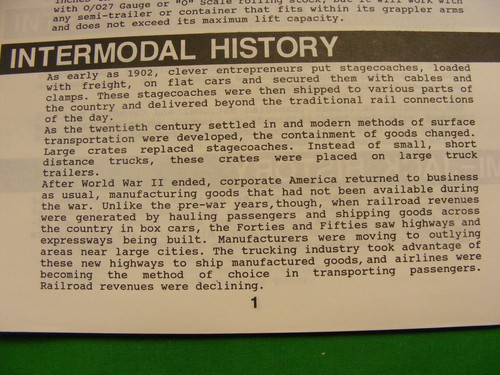 with O/027 Gauge or "O" Scale rolling stock, but it will work with
any semi-trailer or container that fits within its grappler arms
and does not exceed its maximum lift capacity.
INTERMODAL HISTORY
As early as 1902, clever entrepreneurs put stagecoaches, loaded
with freight, on flat cars and secured them with cables and
clamps. These stagecoaches were then shipped to various parts of
the country and delivered beyond the traditional rail connections
of the day.
As the twentieth century settled in and modern methods of surface
transportation were developed, the containment of goods changed.
Large crates replaced stagecoaches. Instead of small, short
distance trucks, these crates were placed on large truck
trailers.
After World War II ended, corporate America returned to business
as usual, manufacturing goods that had not been available during
the war. Unlike the pre-war years,though, when railroad revenues
were generated by hauling passengers and shipping goods across
the country in box cars, the Forties and Fifties saw highways and
expressways being built. Manufacturers were moving to outlying
areas near large cities. The trucking industry took advantage of
these new highways to ship manufactured goods,and airlines were
becoming the method of choice in transporting passengers.
Railroad revenues were declining.
1